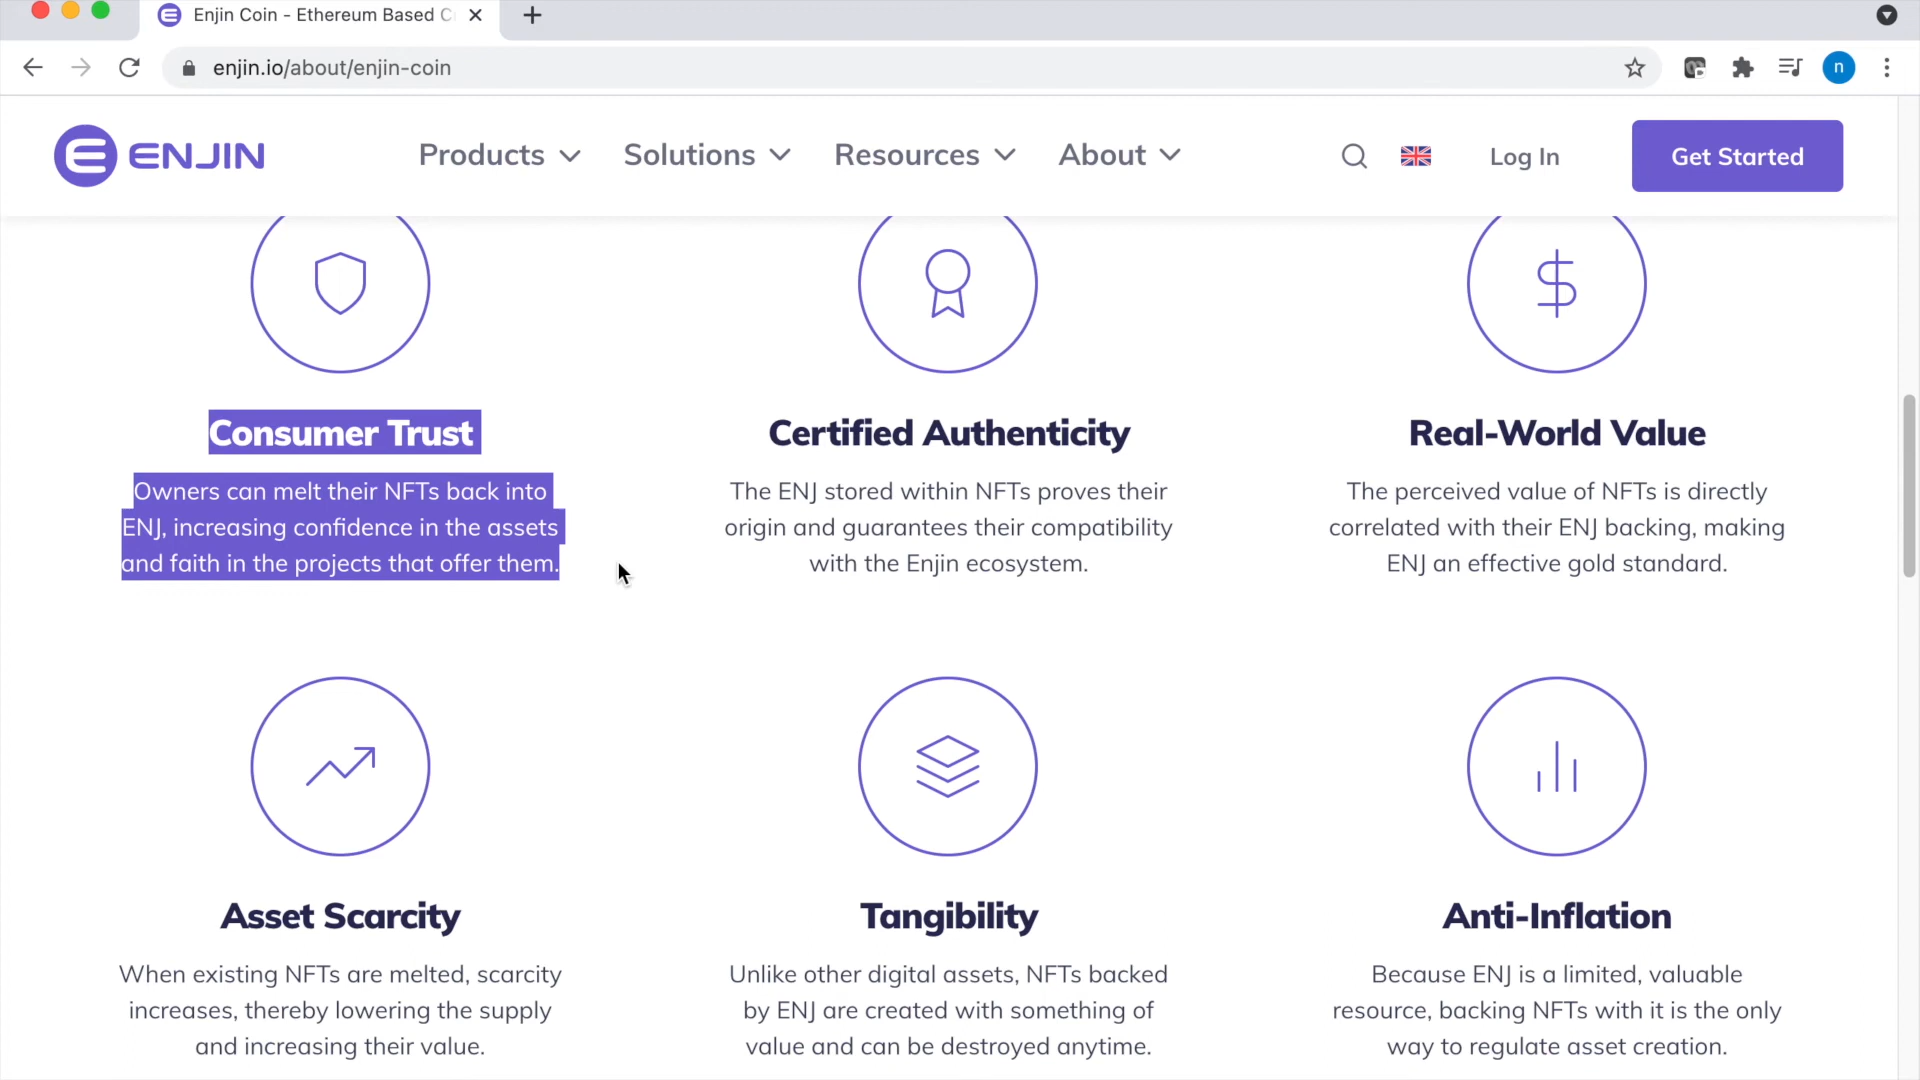 Enjin Coin - Ethereum Based C
enjin.io/about/enjin-coin
n
ENJIN
Products
Solutions
Resources
About
Log In
Get Started
Consumer Trust
Owners can melt their NFTs back into
ENJ, increasing confidence in the assets
and faith in the projects that offer them.
Certified Authenticity
The ENJ stored within NFTs proves their
origin and guarantees their compatibility
with the Enjin ecosystem.
Real-World Value
The perceived value of NFTs is directly
correlated with their ENJ backing, making
ENJ an effective gold standard.
Asset Scarcity
When existing NFTs are melted, scarcity
increases, thereby lowering the supply
and increasing their value.
Tangibility
Unlike other digital assets, NFTs backed
by ENJ are created with something of
value and can be destroyed anytime.
Anti-Inflation
Because ENJ is a limited, valuable
resource, backing NFTs with it is the only
way to regulate asset creation.